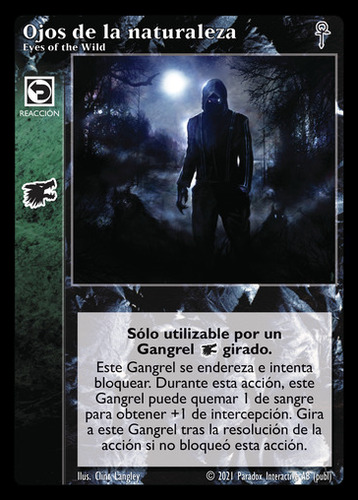 Ojos de la naturaleza
Eyes of the Wild
REACCIÓN
Sólo utilizable por un
Gangrel girado.
Este Gangrel se endereza e intenta
bloquear. Durante esta acción, este
Gangrel puede quemar 1 de sangre
para obtener +1 de intercepción. Gira
a este Gangrel tras la resolución de la
acción si no bloqueó esta acción.
Ilus. Clint Langley
© 2021 Paradox Interactive AB (publ)